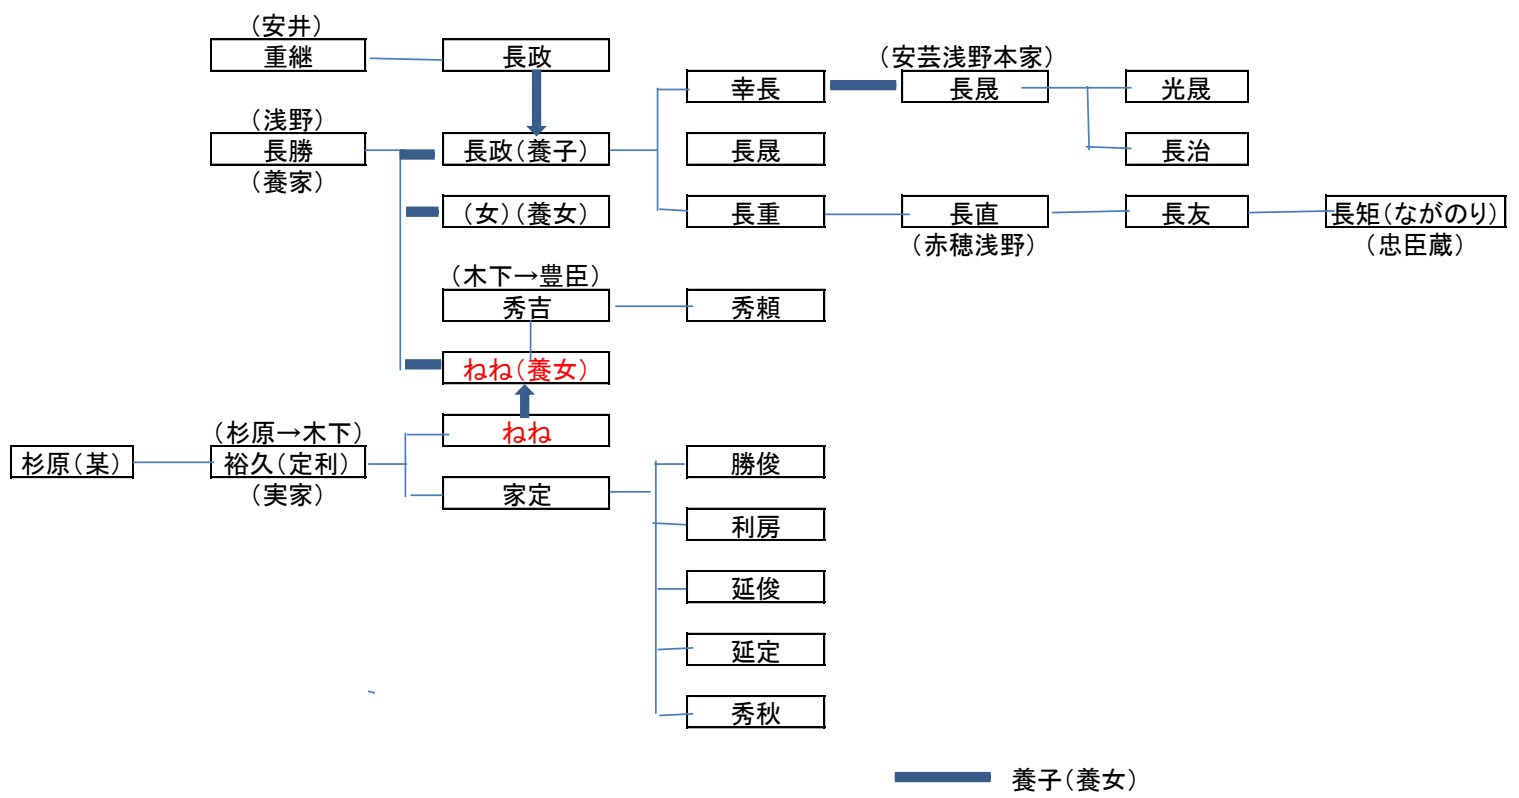 (安井)
重継
長政
(安芸浅野本家)
幸長
長晟
光晟
(浅野)
長勝
長政(養子)
長晟
長治
(養家)
(女)(養女)
長重
長直
長友
長矩(ながのり)
(赤穂浅野)
(忠臣蔵)
(木下→豊臣)
秀吉
秀頼
ねね(養女)
(杉原→木下)
ねね
杉原(某)
裕久(定利)
勝俊
(実家)
家定
利房
延俊
延定
秀秋
養子(養女)